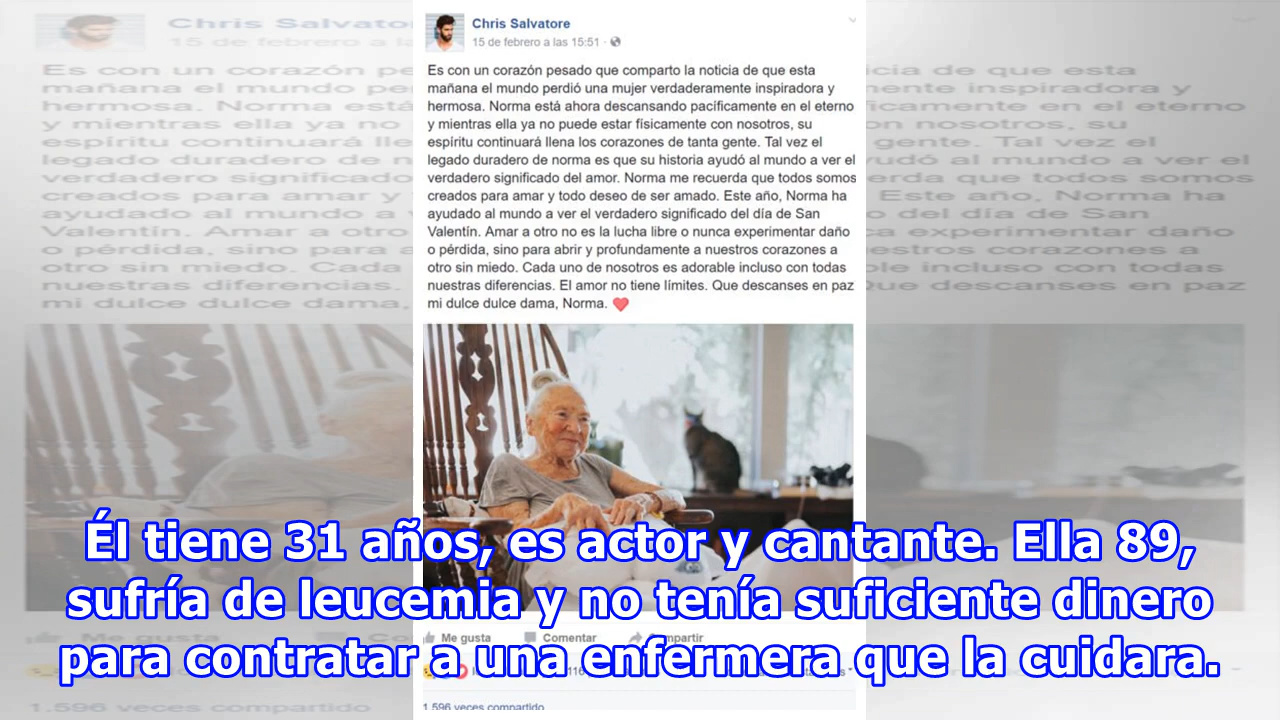 Chris Salvatore
15 de febrero a las 15:51 ·
Es con un corazón pesado que comparto la noticia de que esta
mañana el mundo perdió una mujer verdaderamente inspiradora y
hermosa. Norma está ahora descansando pacíficamente en el eterno
y mientras ella ya no puede estar físicamente con nosotros, su
espíritu continuará llena los corazones de tanta gente. Tal vez el
legado duradero de norma es que su historia ayudó al mundo a ver el
verdadero significado del amor. Norma me recuerda que todos somos
creados para amar y todo deseo de ser amado. Este año, Norma ha
ayudado al mundo a ver el verdadero significado del día de San
Valentín. Amar a otro no es la lucha libre o nunca experimentar daño
o pérdida, sino para abrir y profundamente a nuestros corazones a
otro sin miedo. Cada uno de nosotros es adorable incluso con todas
nuestras diferencias. El amor no tiene límites. Que descanses en paz
mi dulce dulce dama, Norma. ❤
Él tiene 31 años, es actor y cantante. Ella 89,
sufría de leucemia y no tenía suficiente dinero
para contratar a una enfermera que la cuidara.
Me gusta Comentar
1.596 veces compartido